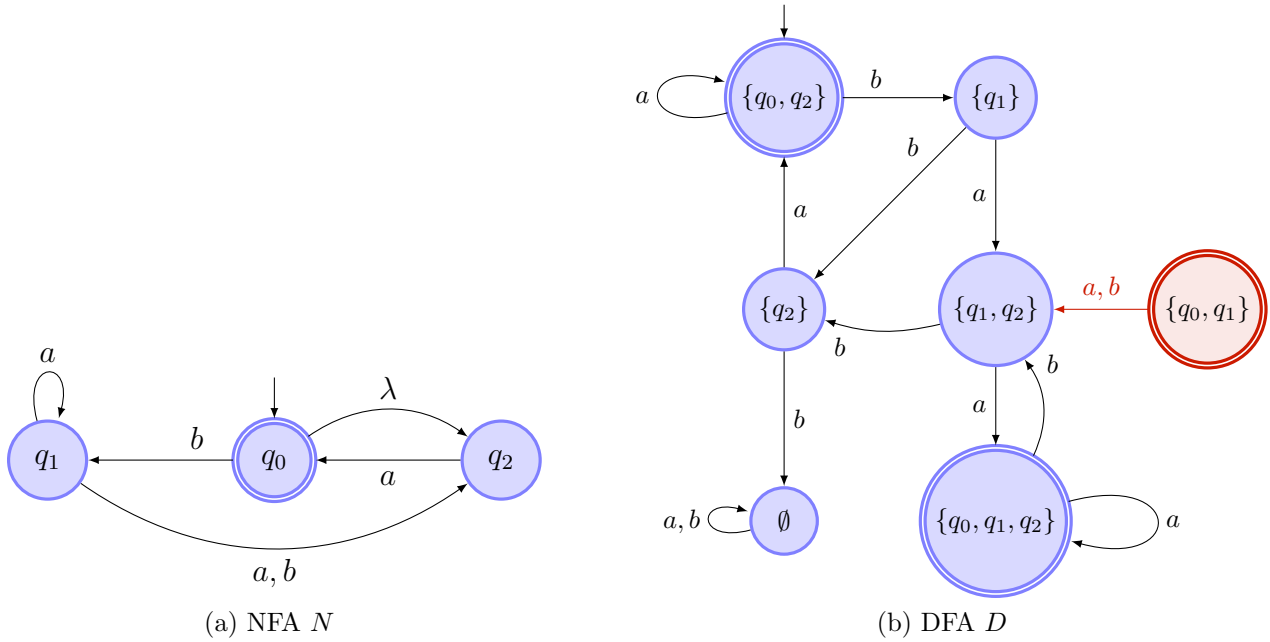 a
q₁
b
q₀
λ
a
q₂
a, b
(a) NFA N
a
{q₀, q₂}
b
{q₁}
b
a
a
{q₂}
b
{q₁, q₂}
a, b
{q₀, q₁}
b
a
b
a, b
∅
{q₀, q₁, q₂}
a
(b) DFA D